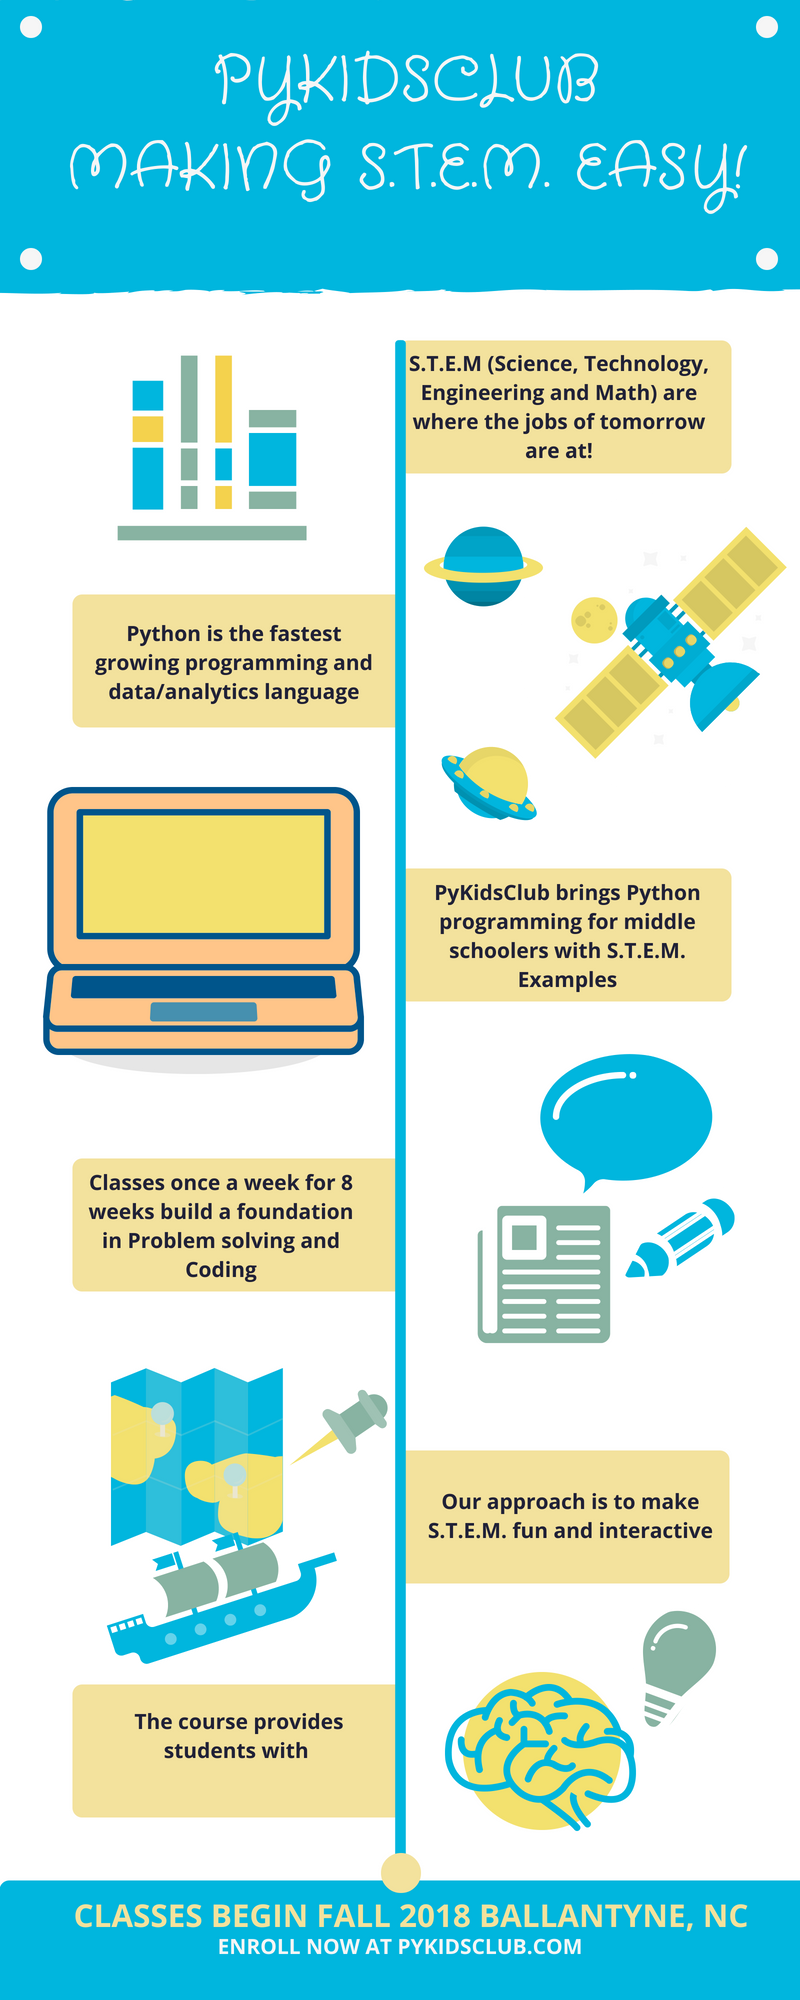 PYKIDSCLUB
MAKING S.T.E.M. EASY!
S.T.E.M (Science, Technology,
Engineering and Math) are
where the jobs of tomorrow
are at!
Python is the fastest
growing programming and
data/analytics language
PyKidsClub brings Python
programming for middle
schoolers with S.T.E.M.
Examples
Classes once a week for 8
weeks build a foundation
in Problem solving and
Coding
Our approach is to make
S.T.E.M. fun and interactive
The course provides
students with
CLASSES BEGIN FALL 2018 BALLANTYNE, NC
ENROLL NOW AT PYKIDSCLUB.COM